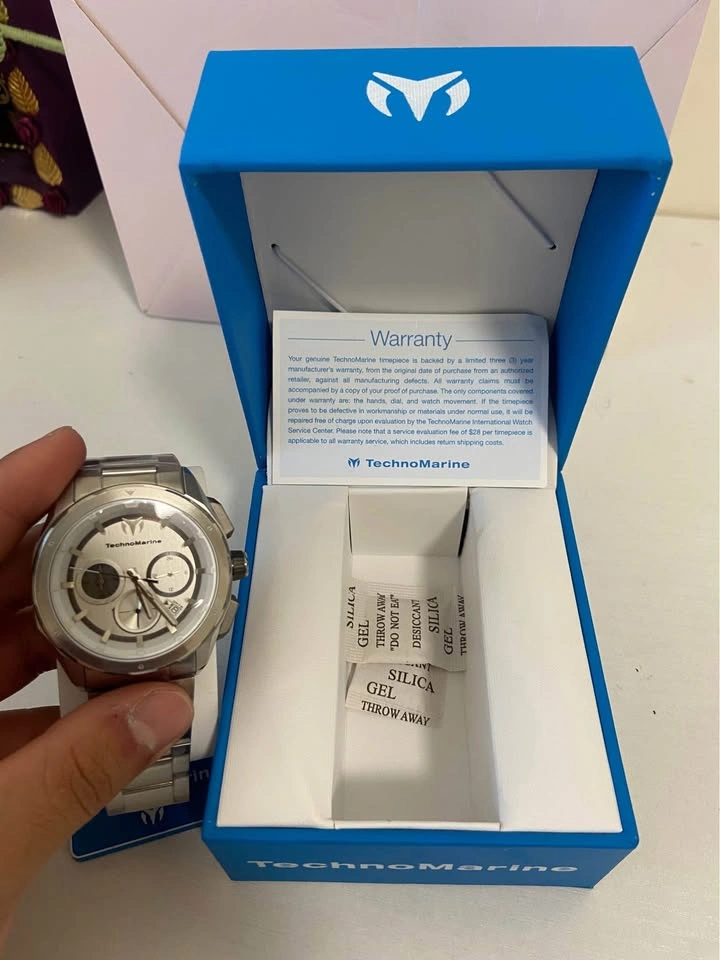 Warranty
Your genuine TechnoMarine timepiece is backed by a limited three (3) year
manufacturer's warranty, from the original date of purchase from an authorized
retailer, against all manufacturing defects. All warranty claims must be
accompanied by a copy of your proof of purchase. The only components covered
under warranty are: the hands, dial, and watch movement. If the timepiece
proves to be defective in workmanship or materials under normal use, it will be
repaired free of charge upon evaluation by the TechnoMarine International Watch
Service Center. Please note that a service evaluation fee of $28 per timepiece is
applicable to all warranty service, which includes return shipping costs.
TechnoMarine
TechnoMarine
SILICA
GEL
THROW AWAY
"DO NOT EAT"
DESICCANT
SILICA
GEL
THROW AWAY
SILICA
GEL
THROW AWAY
TechnoMarine